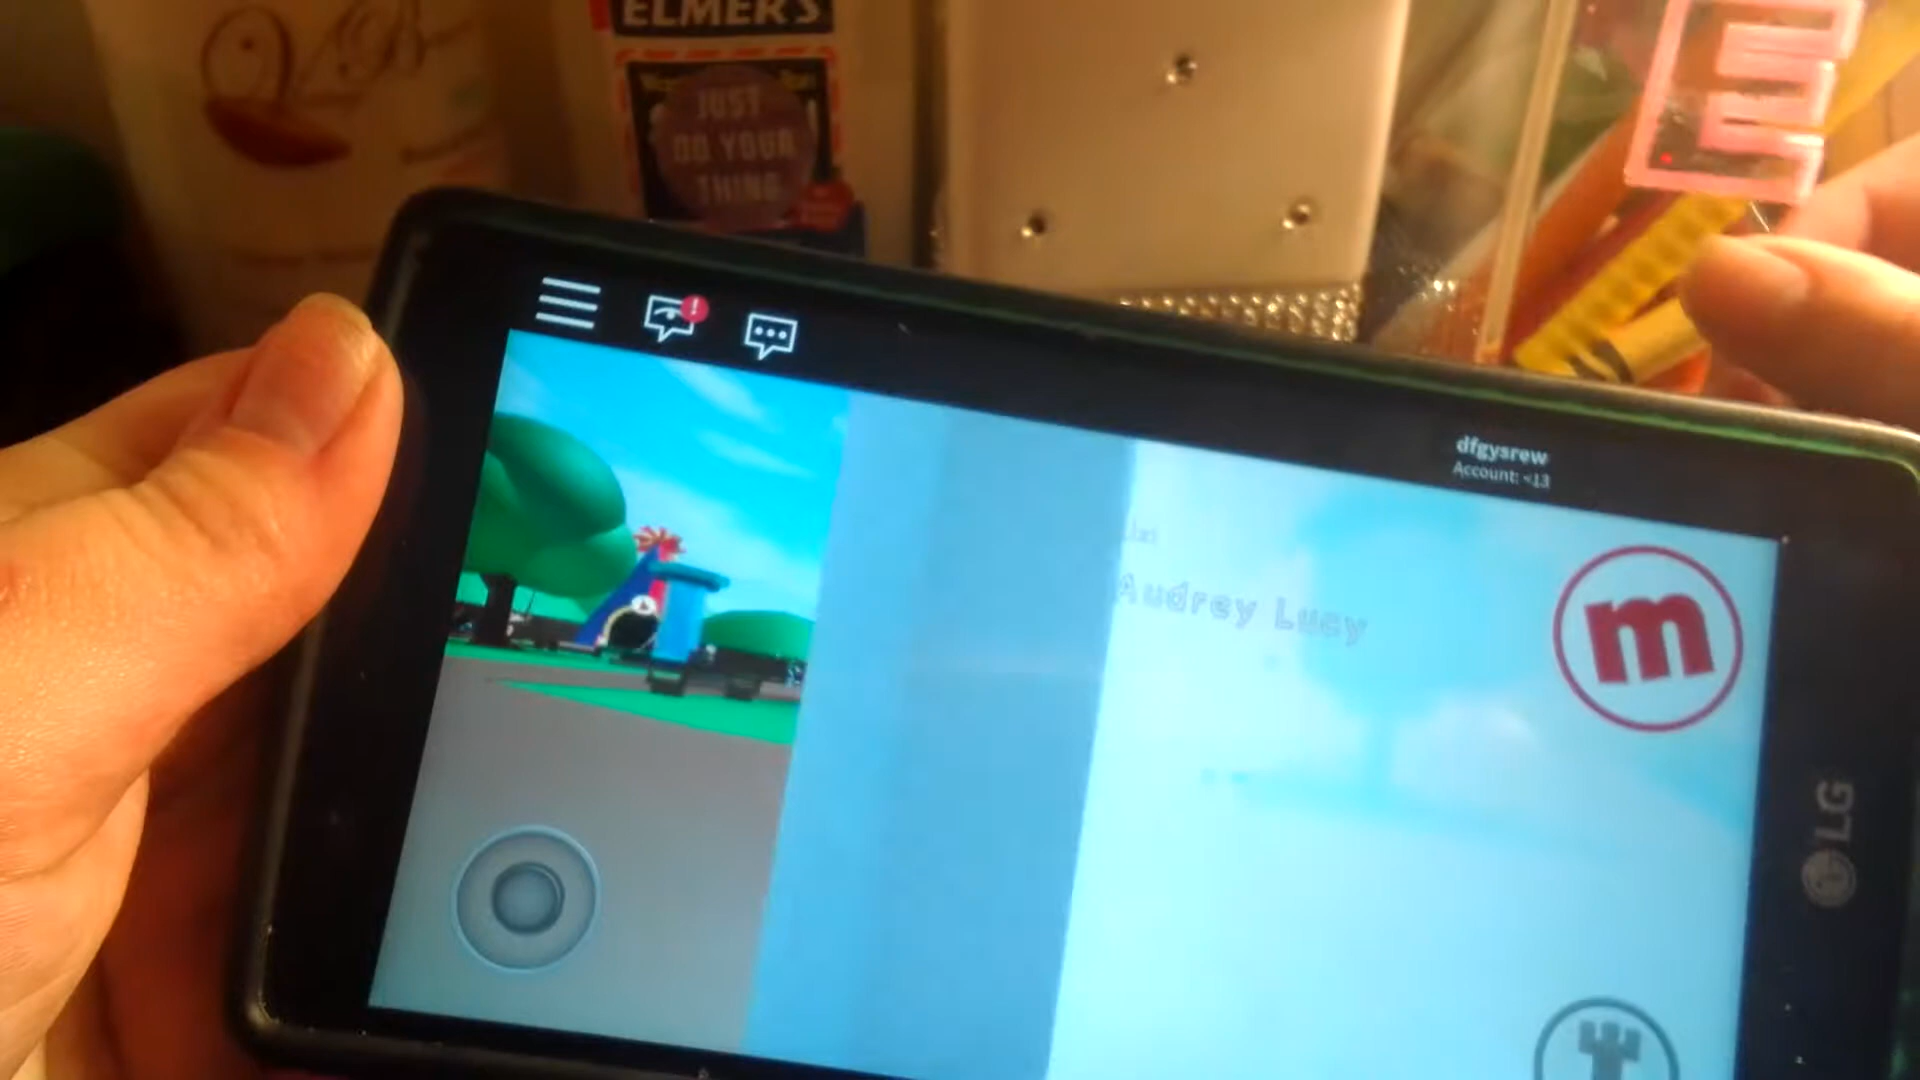 ELMER'S
JUST
DO YOUR
THING
E
!
dfgysrew
Account: <13
Audrey Lucy
m
LG